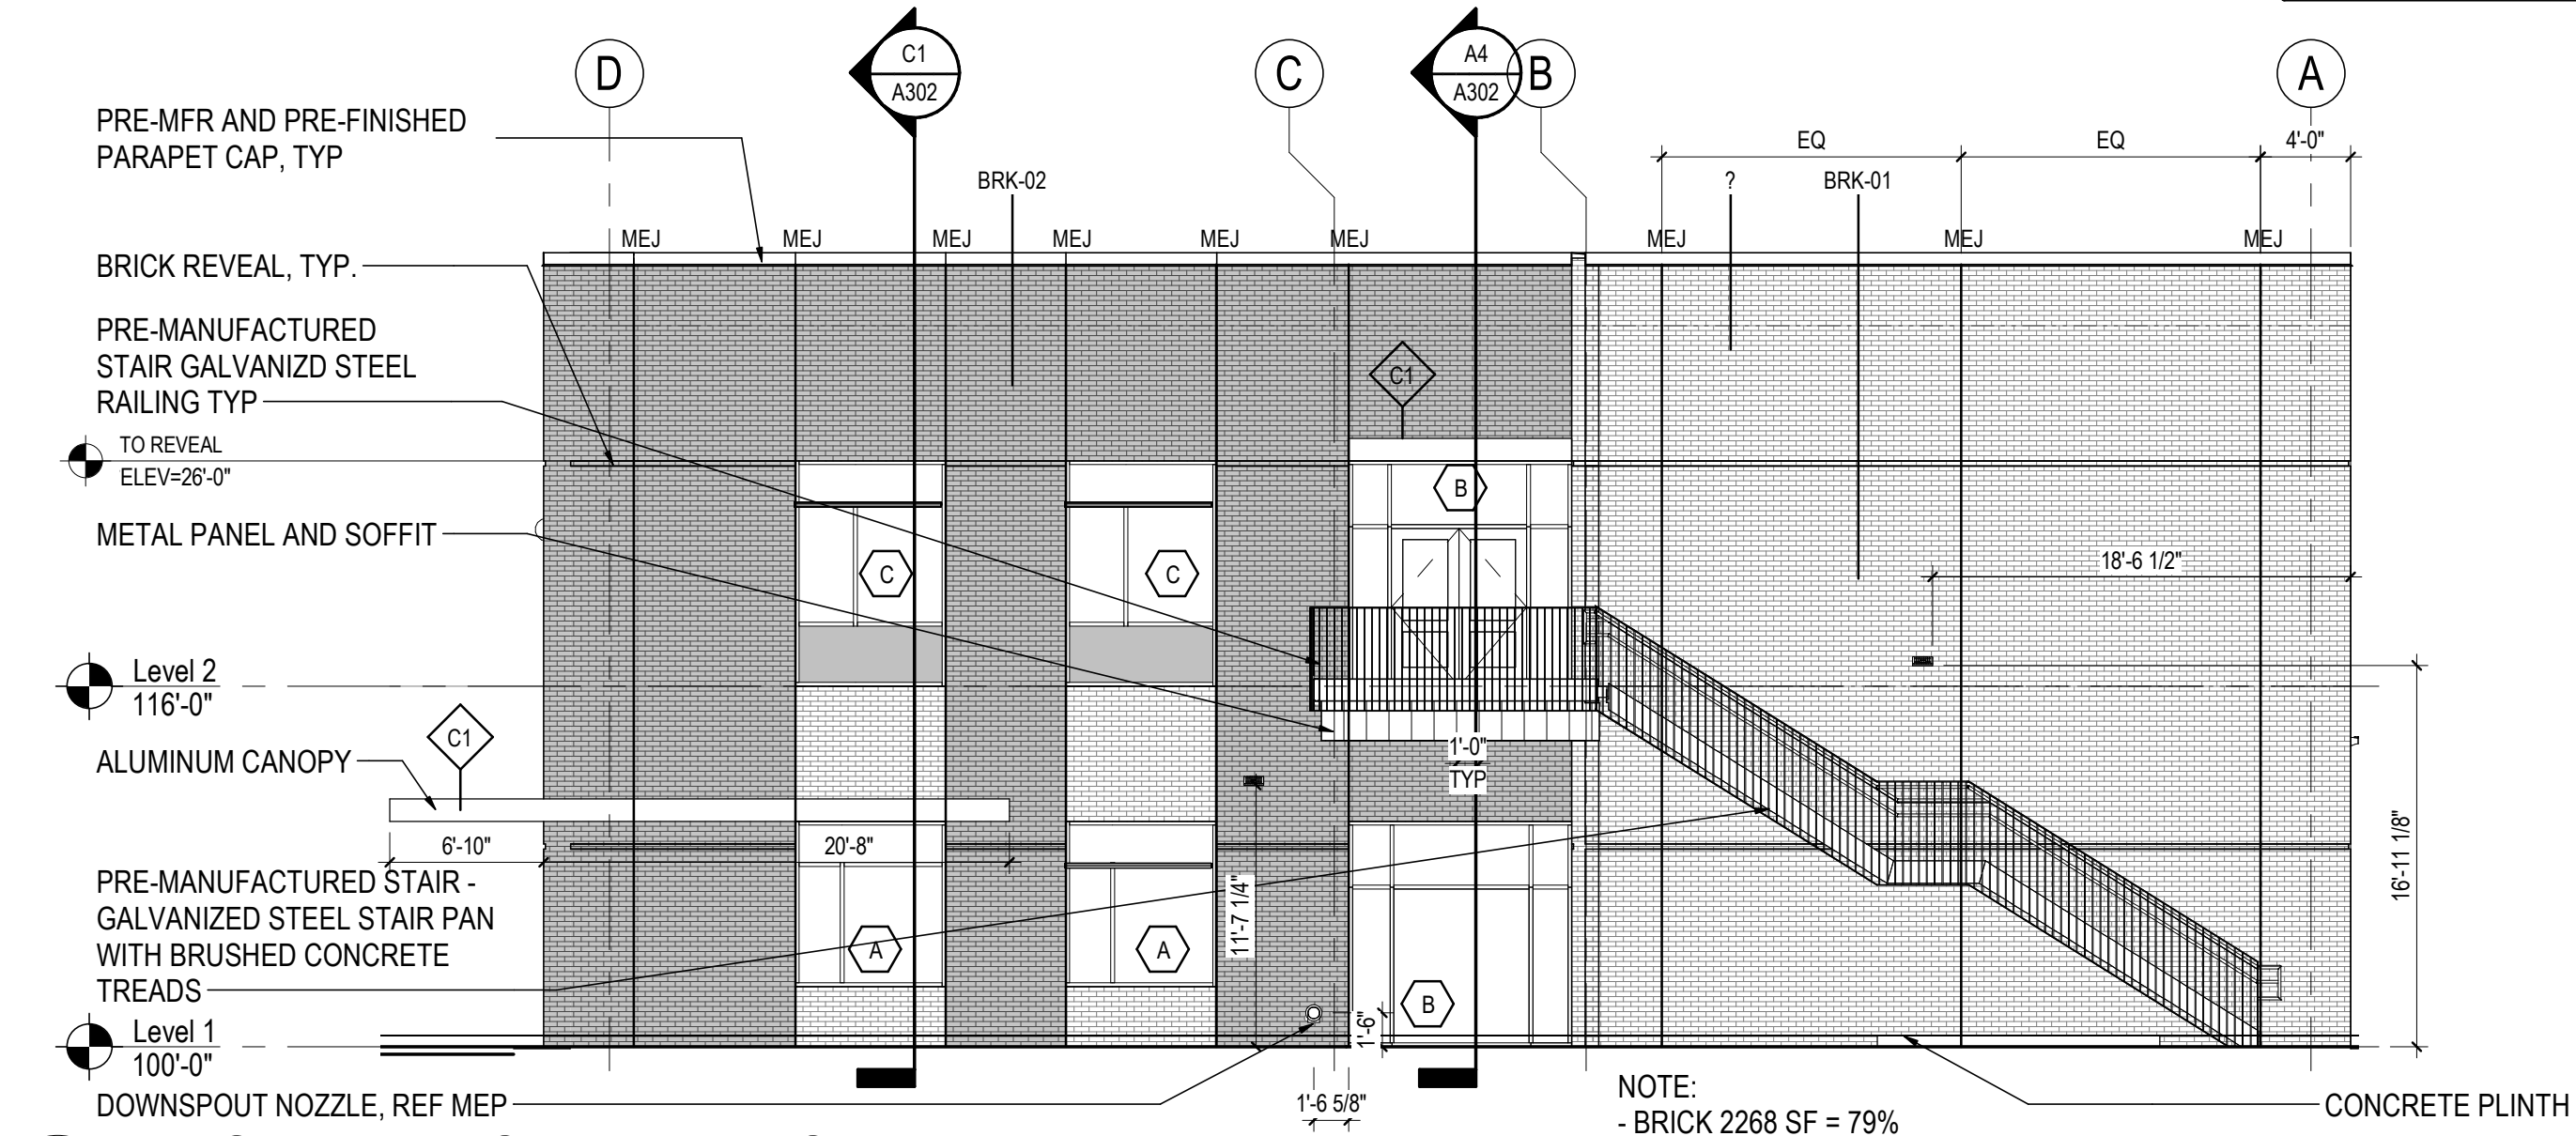 D
C1
A302
C
A4
A302
B
A
PRE-MFR AND PRE-FINISHED
PARAPET CAP, TYP
EQ
EQ
4'-0"
BRK-02
?
BRK-01
MEJ
MEJ
MEJ
MEJ
MEJ
MEJ
MEJ
MEJ
MEJ
BRICK REVEAL, TYP.
PRE-MANUFACTURED
STAIR GALVANIZD STEEL
RAILING TYP
C1
TO REVEAL
ELEV=26'-0"
B
METAL PANEL AND SOFFIT
C
C
18'-6 1/2"
Level 2
116'-0"
C1
ALUMINUM CANOPY
1'-0"
TYP
6'-10"
20'-8"
16'-11 1/8"
PRE-MANUFACTURED STAIR -
GALVANIZED STEEL STAIR PAN
WITH BRUSHED CONCRETE
TREADS
11'-7 1/4"
A
A
B
1'-6"
Level 1
100'-0"
DOWNSPOUT NOZZLE, REF MEP
1'-6 5/8"
NOTE:
- BRICK 2268 SF = 79%
CONCRETE PLINTH